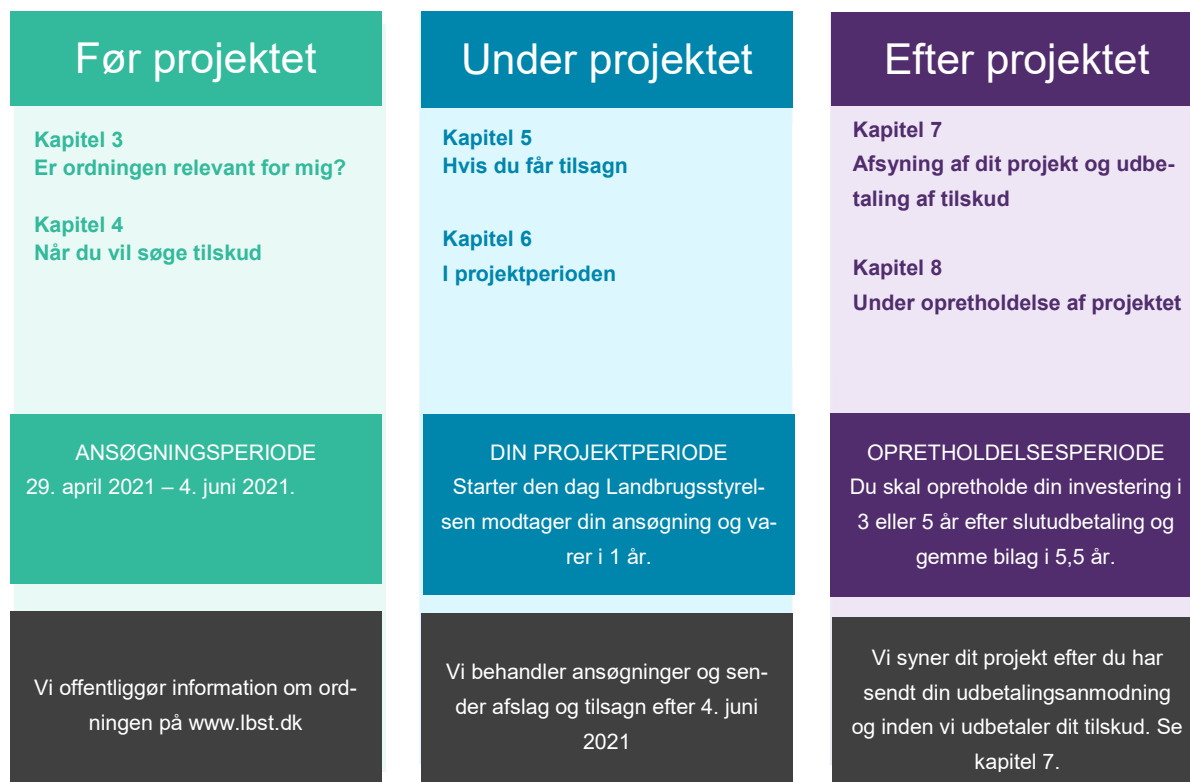 Før projektet
Kapitel 3
Er ordningen relevant for mig?
Kapitel 4
Når du vil søge tilskud
ANSØGNINGSPERIODE
29. april 2021 – 4. juni 2021.
Vi offentliggør information om ord-
ningen på www.lbst.dk
Under projektet
Kapitel 5
Hvis du får tilsagn
Kapitel 6
I projektperioden
DIN PROJEKTPERIODE
Starter den dag Landbrugsstyrel-
sen modtager din ansøgning og va-
rer i 1 år.
Vi behandler ansøgninger og sen-
der afslag og tilsagn efter 4. juni
2021
Efter projektet
Kapitel 7
Afsyning af dit projekt og udbe-
taling af tilskud
Kapitel 8
Under opretholdelse af projektet
OPRETHOLDELSESPERIODE
Du skal opretholde din investering i
3 eller 5 år efter slutudbetaling og
gemme bilag i 5,5 år.
Vi syner dit projekt efter du har
sendt din udbetalingsanmodning
og inden vi udbetaler dit tilskud. Se
kapitel 7.